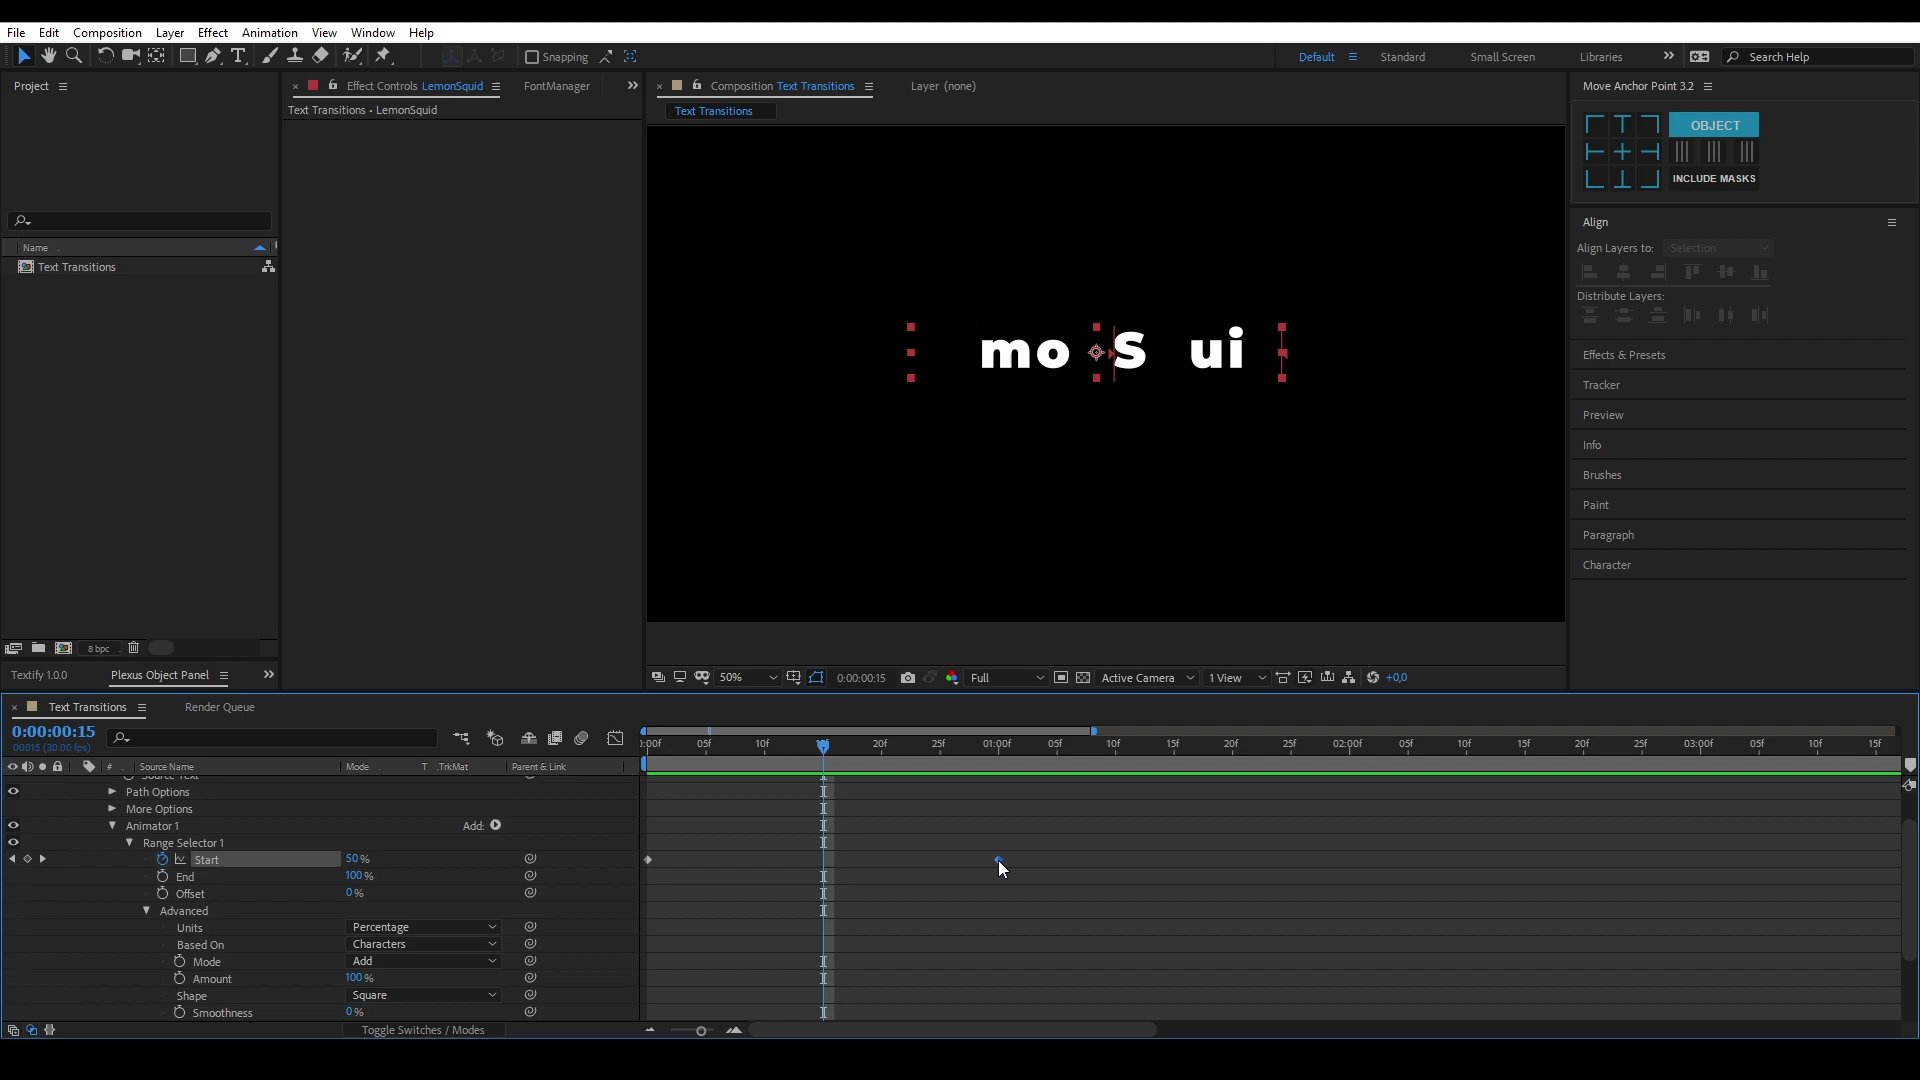 File Edit Composition Layer Effect Animation View Window Help
Snapping Default Standard Small Screen Libraries Search Help
Project Effect Controls LemonSquid FontManager Composition Text Transitions Layer (none) Move Anchor Point 3.2
Text Transitions • LemonSquid Text Transitions
OBJECT
INCLUDE MASKS
Align
Align Layers to: Selection
Name
Text Transitions
Distribute Layers:
mo S ui
Effects & Presets
Tracker
Preview
Info
Brushes
Paint
Paragraph
Character
8 bpc
Textify 1.0.0 Plexus Object Panel 50% 0:00:00:15 Full Active Camera 1 View +0,0
Text Transitions Render Queue
0:00:00:15
00015 (30.00 fps)
:00f 05f 10f 15f 20f 25f 01:00f 05f 10f 15f 20f 25f 02:00f 05f 10f 15f 20f 25f 03:00f 05f 10f 15f
# Source Name Mode T .TrkMat Parent & Link
Source Text
Path Options
More Options
Animator 1 Add:
Range Selector 1
Start 50 %
End 100 %
Offset 0 %
Advanced
Units Percentage
Based On Characters
Mode Add
Amount 100 %
Shape Square
Smoothness 0 %
Toggle Switches / Modes